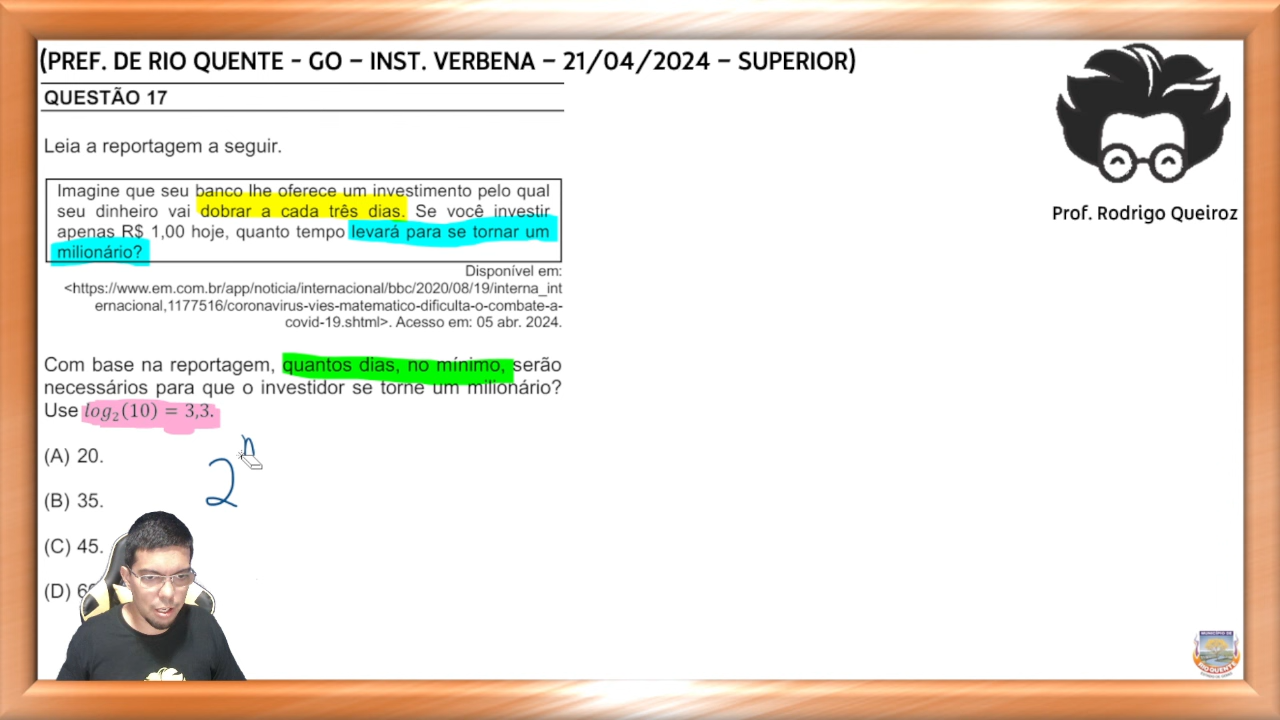 (PREF. DE RIO QUENTE - GO – INST. VERBENA – 21/04/2024 – SUPERIOR)
QUESTÃO 17
Leia a reportagem a seguir.
Imagine que seu banco lhe oferece um investimento pelo qual
seu dinheiro vai dobrar a cada três dias. Se você investir
apenas R$ 1,00 hoje, quanto tempo levará para se tornar um
milionário?
Disponível em:
<https://www.em.com.br/app/noticia/internacional/bbc/2020/08/19/interna_int
ernacional,1177516/coronavirus-vies-matematico-dificulta-o-combate-a-
covid-19.shtml>. Acesso em: 05 abr. 2024.
Com base na reportagem, quantos dias, no mínimo, serão
necessários para que o investidor se torne um milionário?
Use log₂(10) = 3,3.
(A) 20.
(B) 35.
(C) 45.
(D)
2ⁿ
Prof. Rodrigo Queiroz
MUNICÍPIO DE
RIO QUENTE